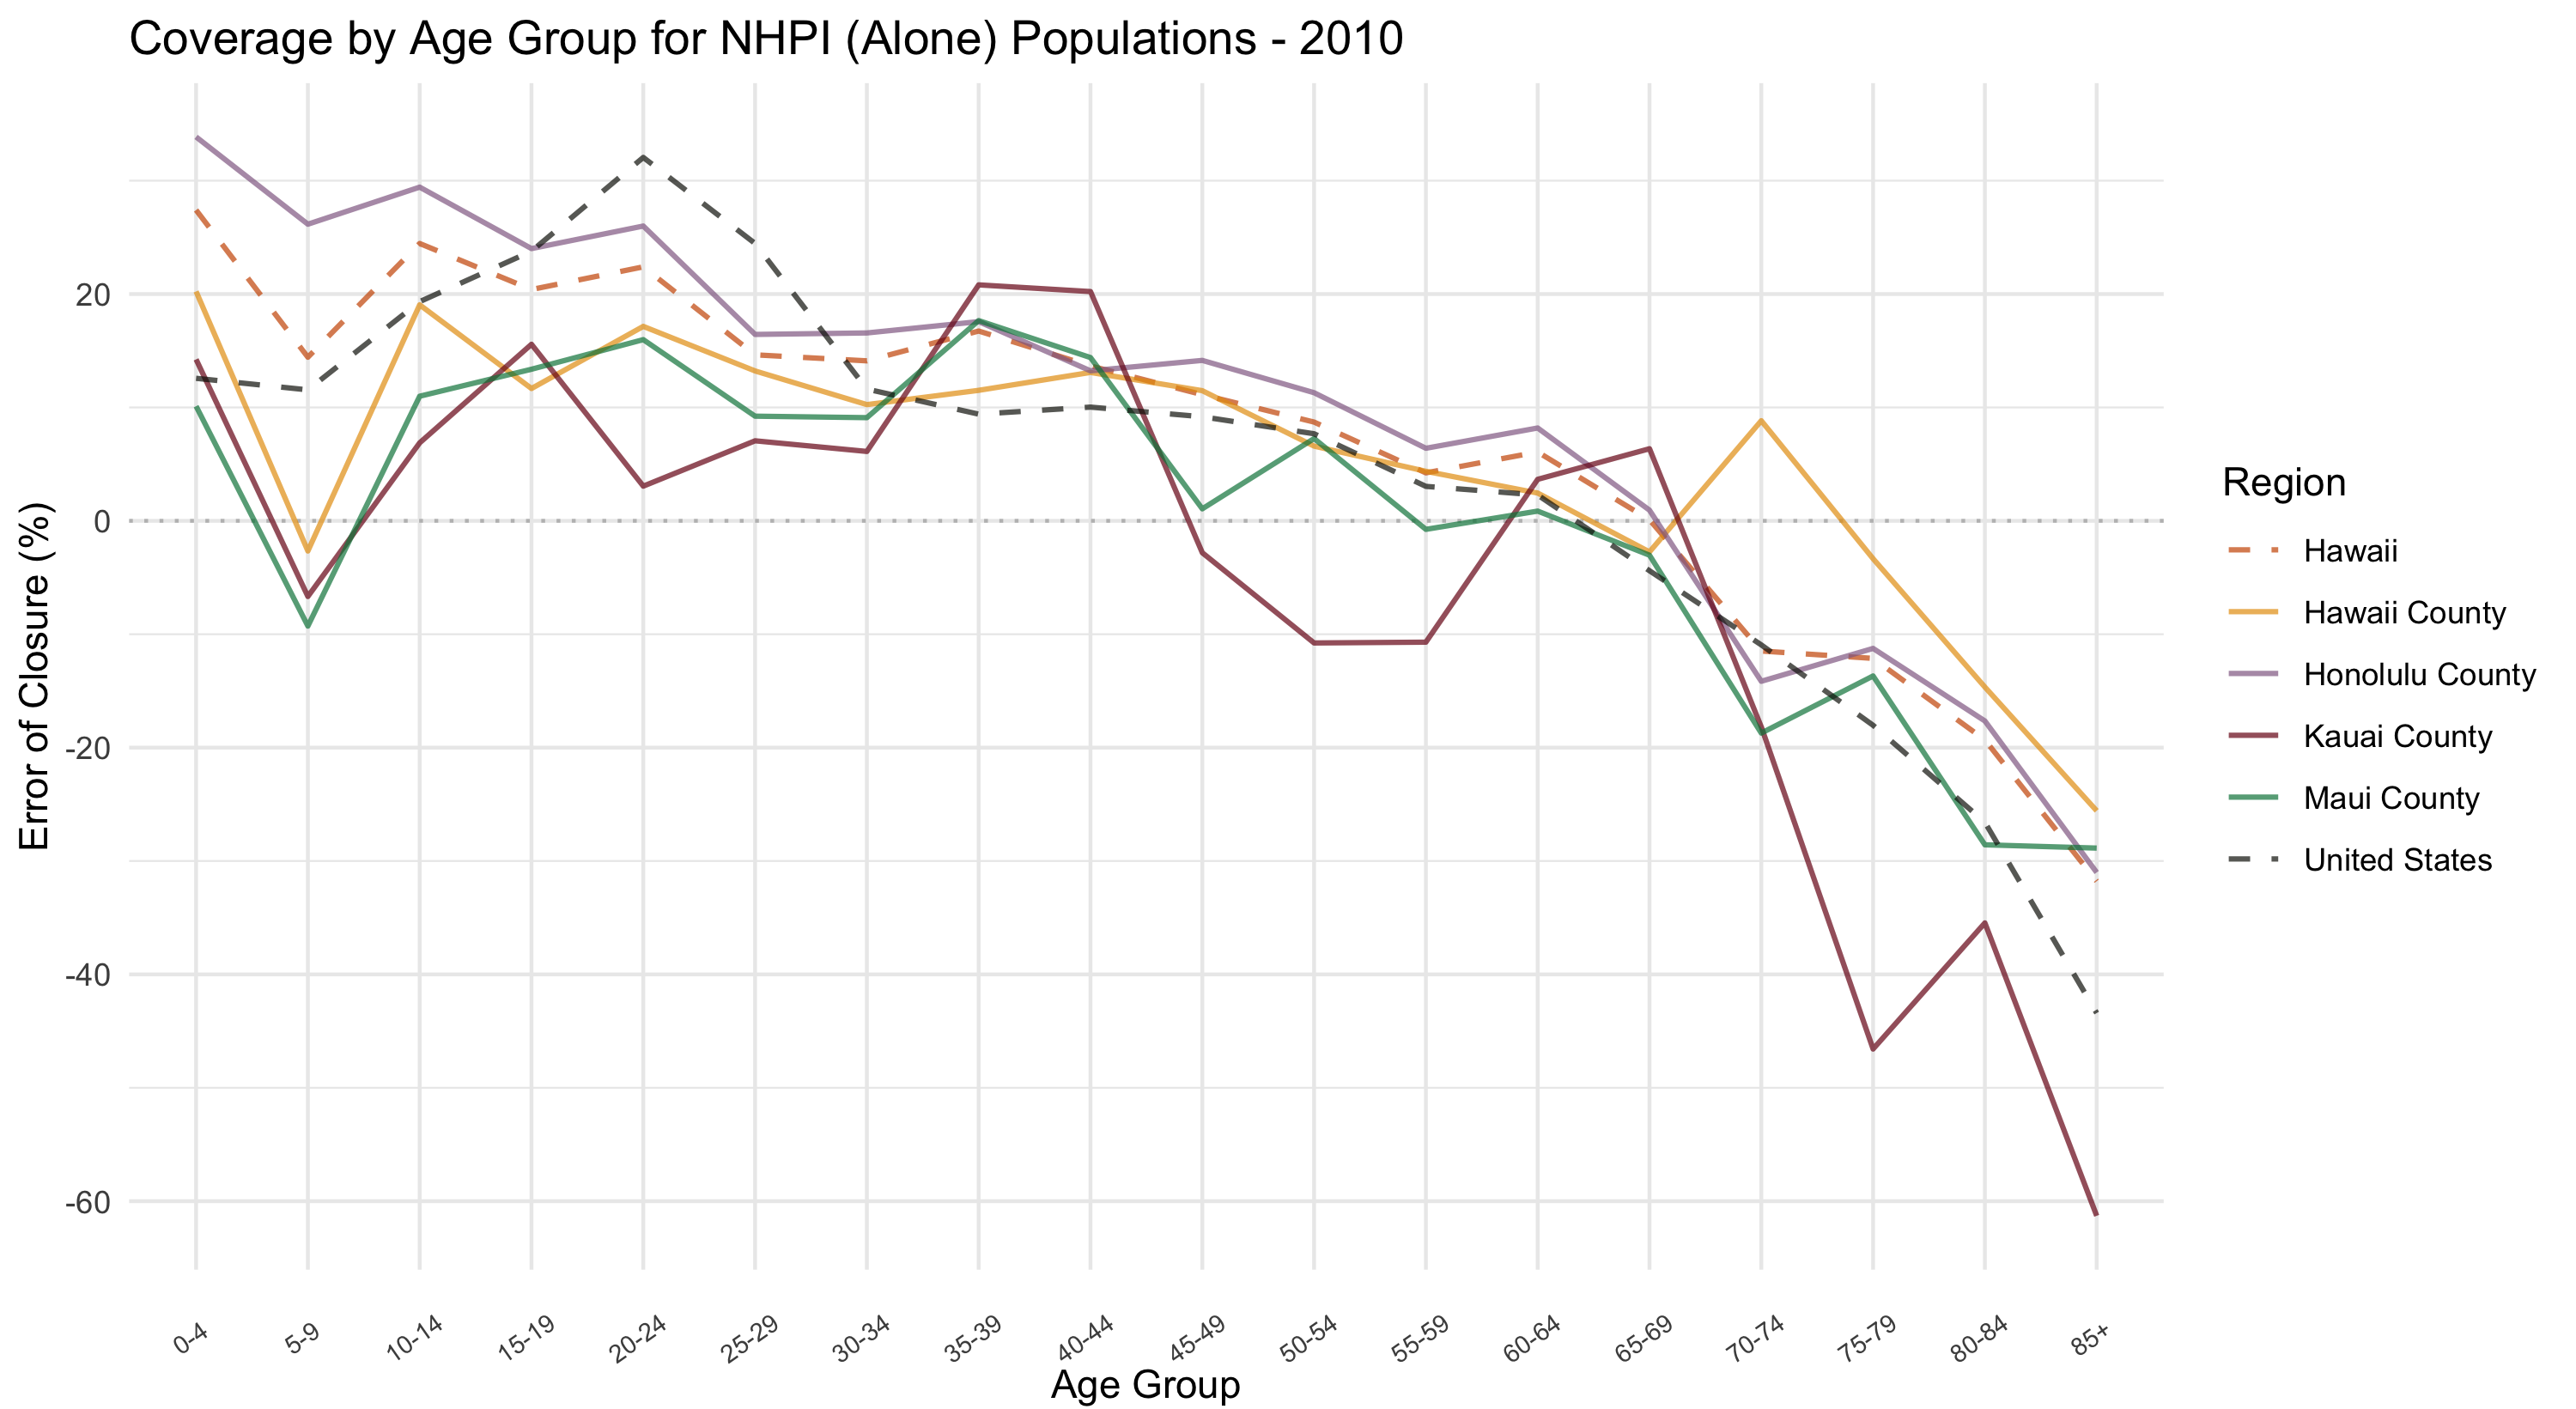 Coverage by Age Group for NHPI (Alone) Populations - 2010
Error of Closure (%)
20
0
-20
-40
-60
0-4
5-9
10-14
15-19
20-24
25-29
30-34
35-39
40-44
45-49
50-54
55-59
60-64
65-69
70-74
75-79
80-84
85+
Age Group
Region
Hawaii
Hawaii County
Honolulu County
Kauai County
Maui County
United States